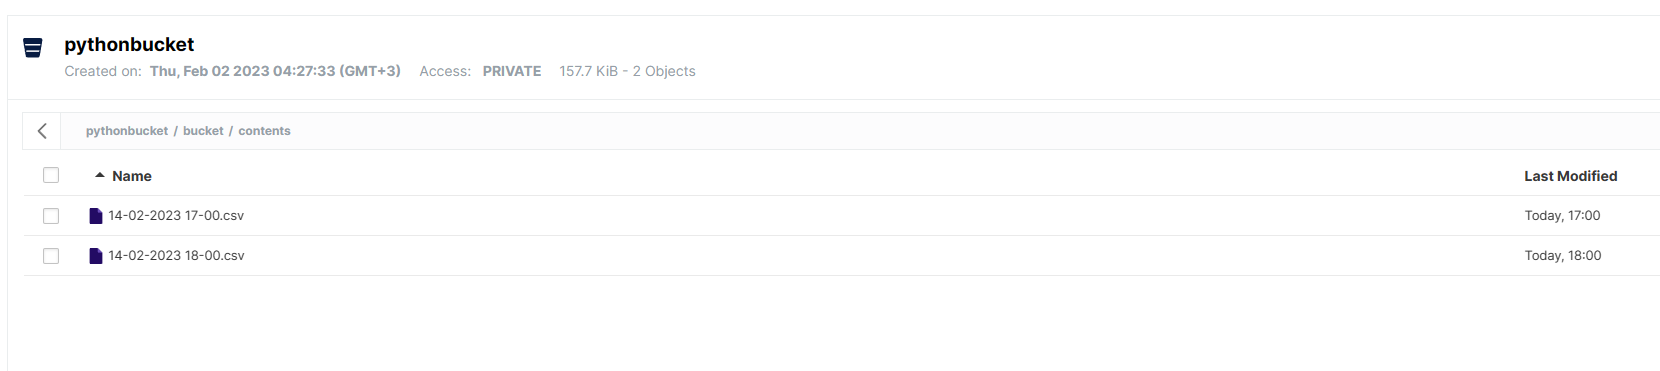 pythonbucket
Created on: Thu, Feb 02 2023 04:27:33 (GMT+3) Access: PRIVATE 157.7 KiB - 2 Objects
pythonbucket / bucket / contents
Name Last Modified
14-02-2023 17-00.csv Today, 17:00
14-02-2023 18-00.csv Today, 18:00